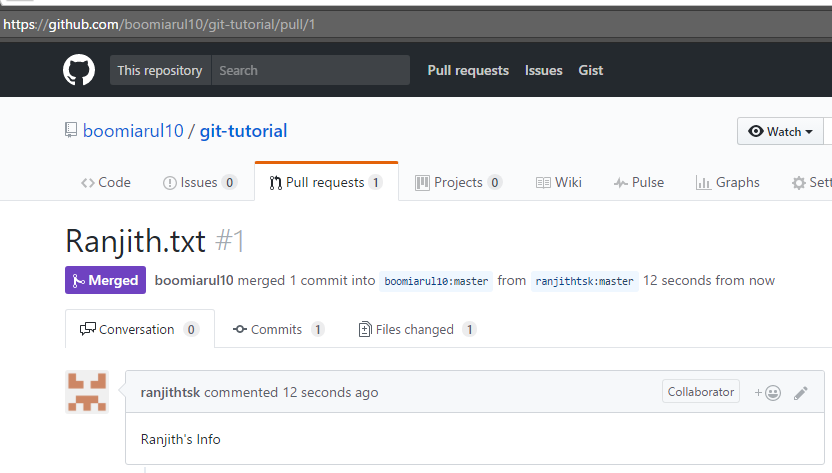 https://github.com/boomiarul10/git-tutorial/pull/1
This repository Search Pull requests Issues Gist
boomiarul10 / git-tutorial Watch
Code Issues 0 Pull requests 1 Projects 0 Wiki Pulse Graphs Sett
Ranjith.txt #1
Merged boomiarul10 merged 1 commit into boomiarul10:master from ranjithtsk:master 12 seconds from now
Conversation 0 Commits 1 Files changed 1
ranjithtsk commented 12 seconds ago Collaborator +
Ranjith's Info